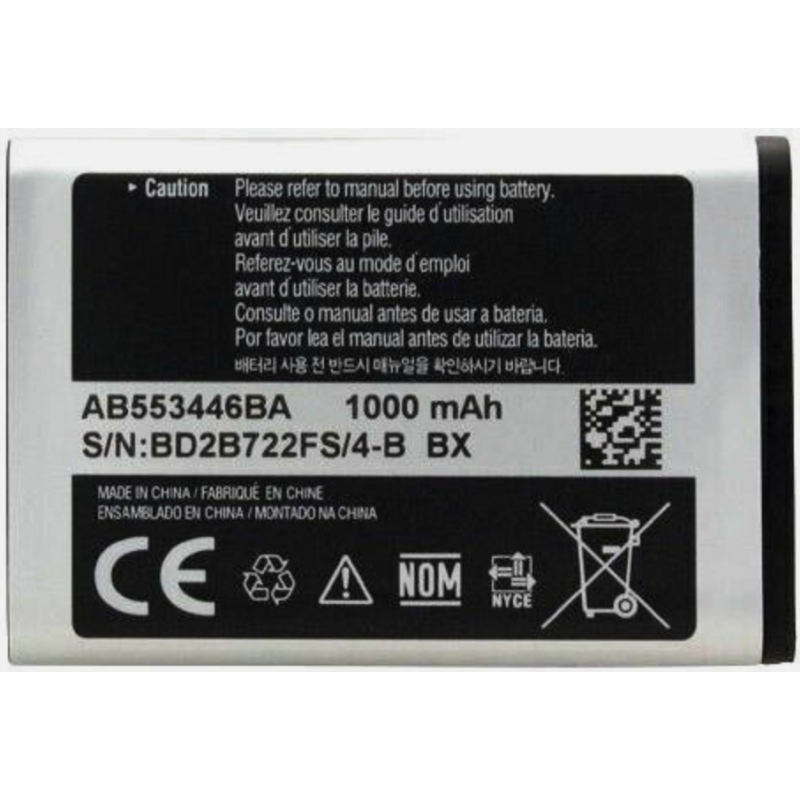 ▸ Caution Please refer to manual before using battery.
Veuillez consulter le guide d'utilisation
avant d'utiliser la pile.
Referez-vous au mode d'emploi
avant d'utiliser la batterie.
Consulte o manual antes de usar a bateria.
Por favor lea el manual antes de utilizar la bateria.
배터리 사용 전 반드시 매뉴얼을 확인하시기 바랍니다.
AB553446BA 1000 mAh
S/N:BD2B722FS/4-B BX
MADE IN CHINA / FABRIQUÉ EN CHINE
ENSAMBLADO EN CHINA / MONTADO NA CHINA
CE
NOM
NYCE